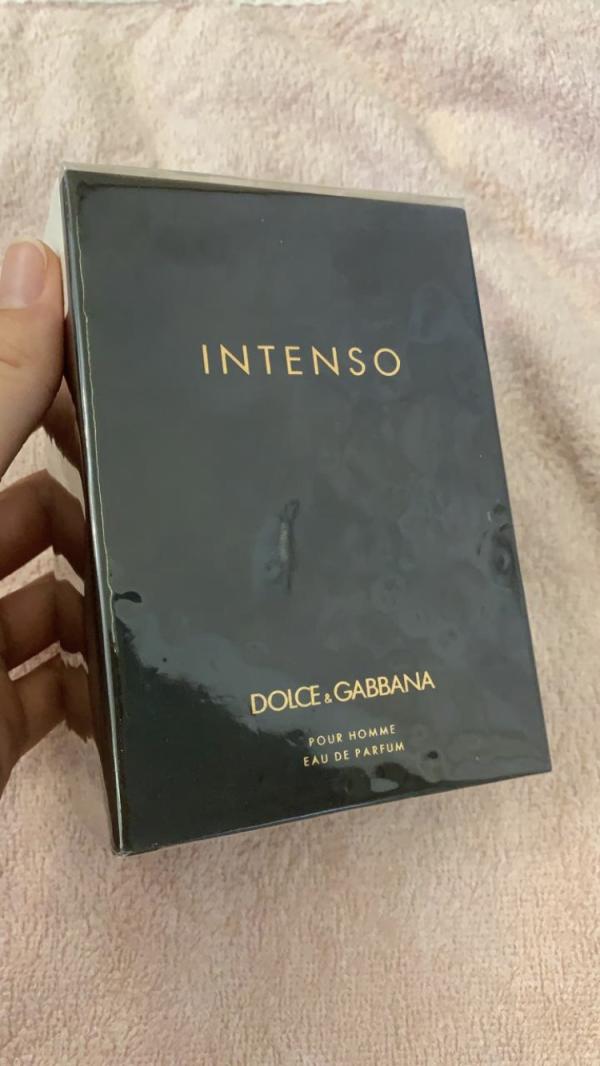 INTENSO
DOLCE & GABBANA
POUR HOMME
EAU DE PARFUM